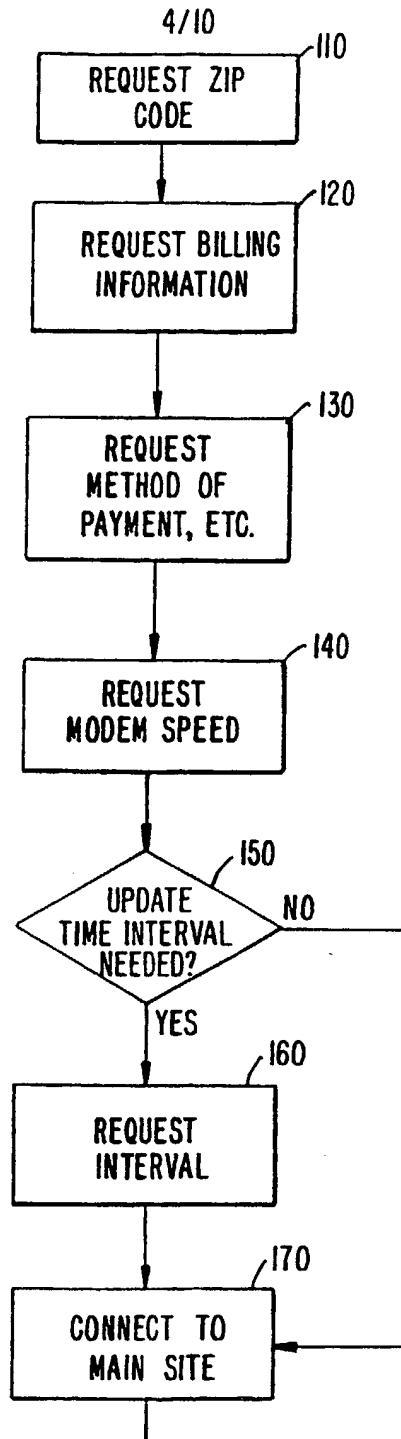 4/10
110
REQUEST ZIP
CODE
120
REQUEST BILLING
INFORMATION
130
REQUEST
METHOD OF
PAYMENT, ETC.
140
REQUEST
MODEM SPEED
150
UPDATE
TIME INTERVAL
NEEDED?
NO
YES
160
REQUEST
INTERVAL
170
CONNECT TO
MAIN SITE